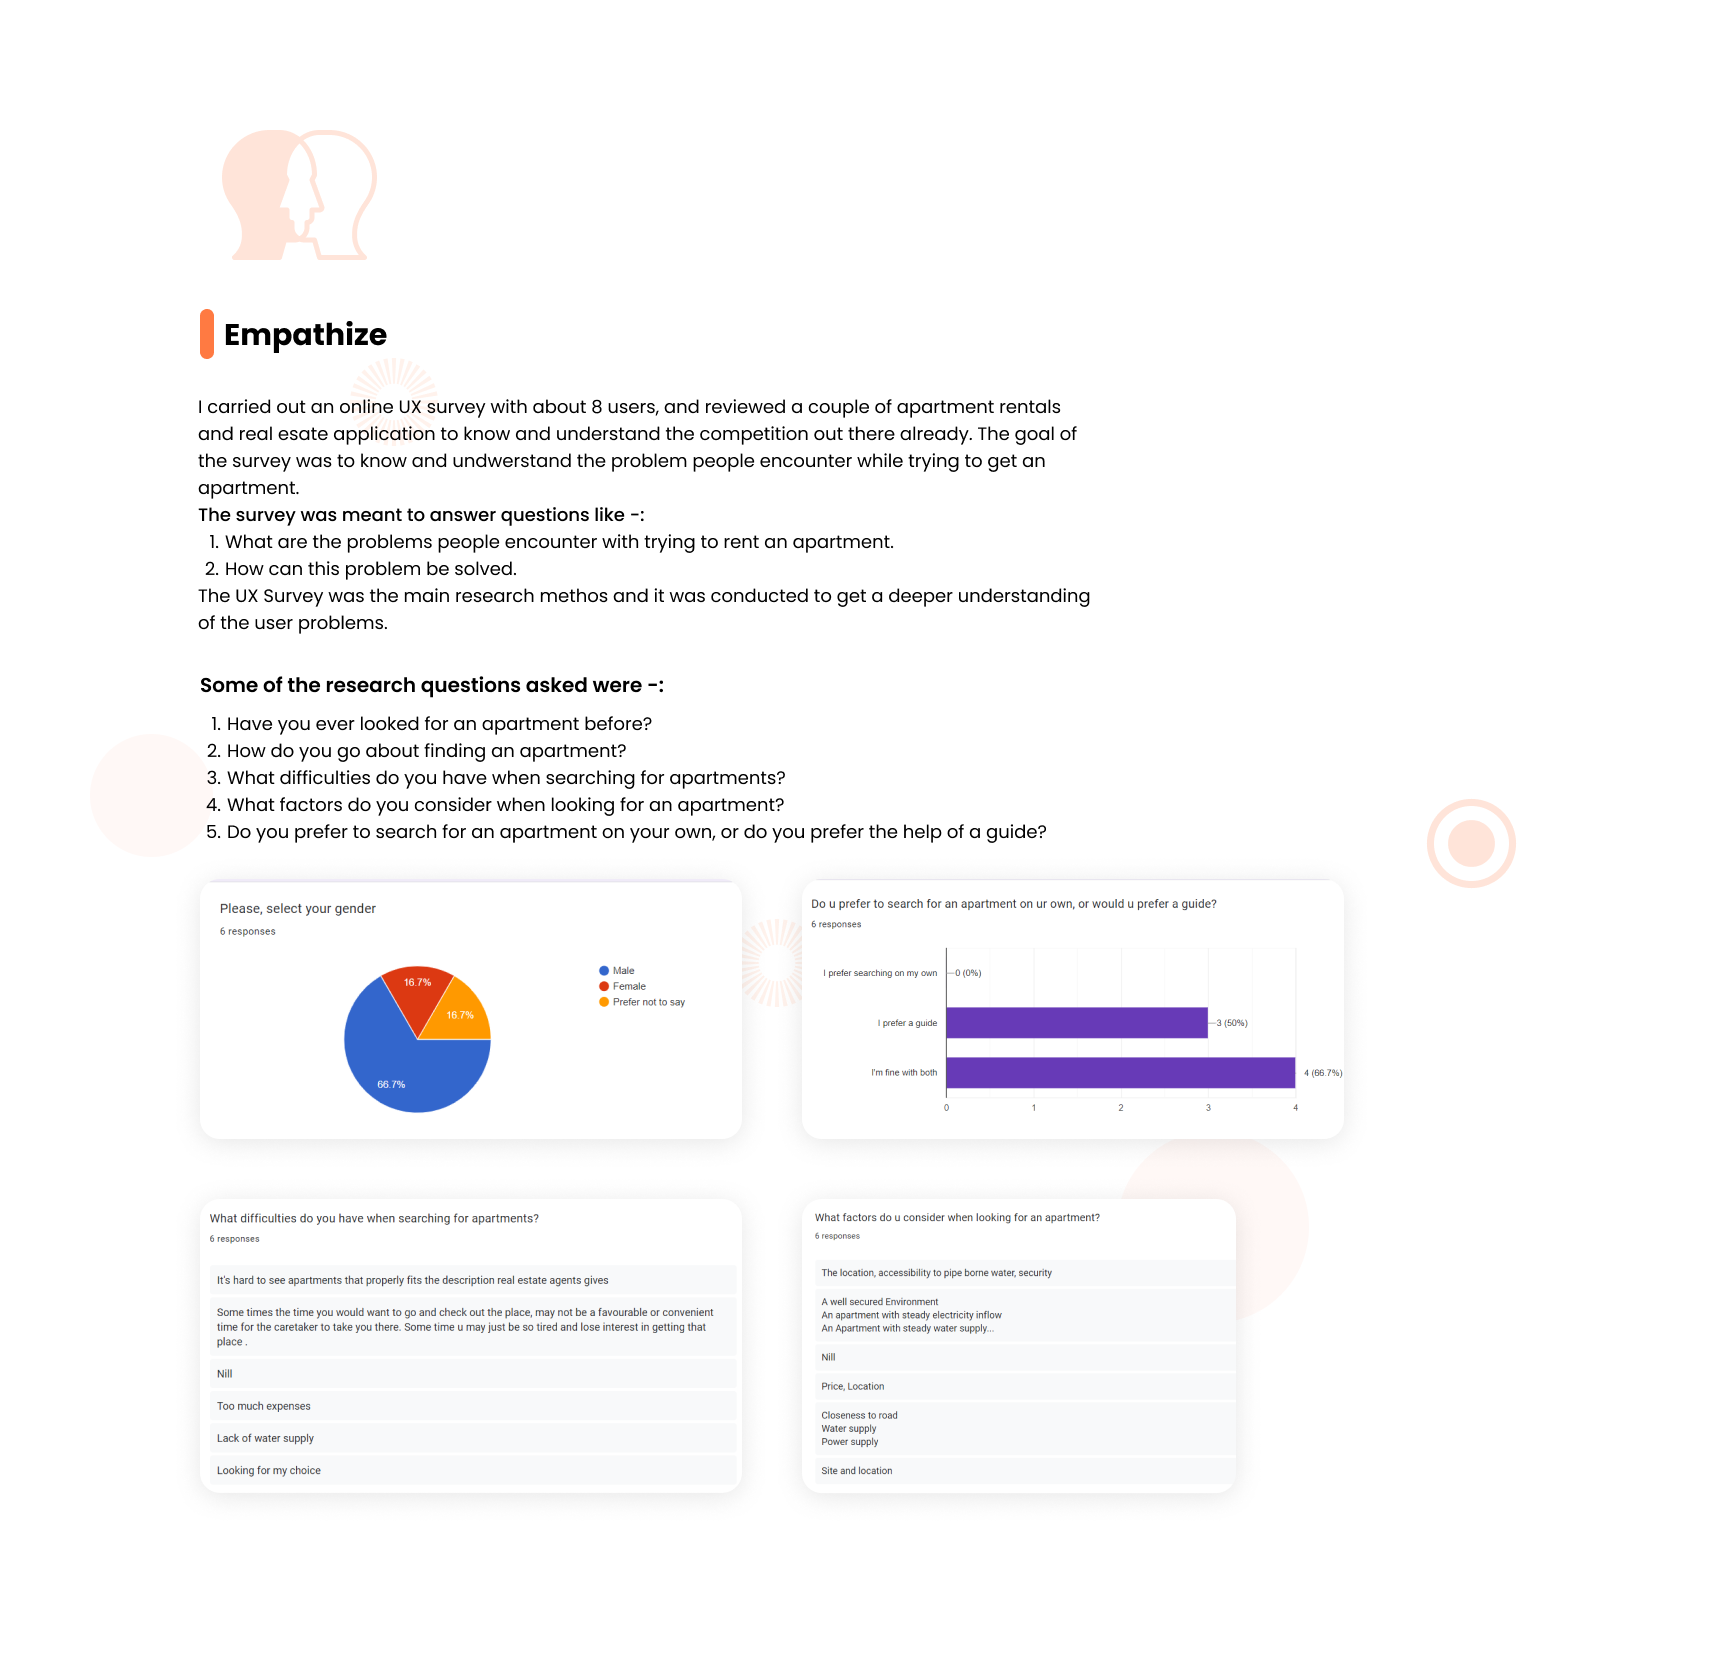 Empathize
I carried out an online UX survey with about 8 users, and reviewed a couple of apartment rentals
and real esate application to know and understand the competition out there already. The goal of
the survey was to know and undwerstand the problem people encounter while trying to get an
apartment.
The survey was meant to answer questions like -:
1. What are the problems people encounter with trying to rent an apartment.
2. How can this problem be solved.
The UX Survey was the main research methos and it was conducted to get a deeper understanding
of the user problems.
Some of the research questions asked were -:
1. Have you ever looked for an apartment before?
2. How do you go about finding an apartment?
3. What difficulties do you have when searching for apartments?
4. What factors do you consider when looking for an apartment?
5. Do you prefer to search for an apartment on your own, or do you prefer the help of a guide?
Please, select your gender
6 responses
Male
Female
Prefer not to say
16.7%
16.7%
66.7%
Do u prefer to search for an apartment on ur own, or would u prefer a guide?
6 responses
I prefer searching on my own
0 (0%)
I prefer a guide
3 (50%)
I'm fine with both
4 (66.7%)
0 1 2 3 4
What difficulties do you have when searching for apartments?
6 responses
It's hard to see apartments that properly fits the description real estate agents gives
Some times the time you would want to go and check out the place, may not be a favourable or convenient
time for the caretaker to take you there. Some time u may just be so tired and lose interest in getting that
place .
Nill
Too much expenses
Lack of water supply
Looking for my choice
What factors do u consider when looking for an apartment?
6 responses
The location, accessibility to pipe borne water, security
A well secured Environment
An apartment with steady electricity inflow
An Apartment with steady water supply...
Nill
Price, Location
Closeness to road
Water supply
Power supply
Site and location